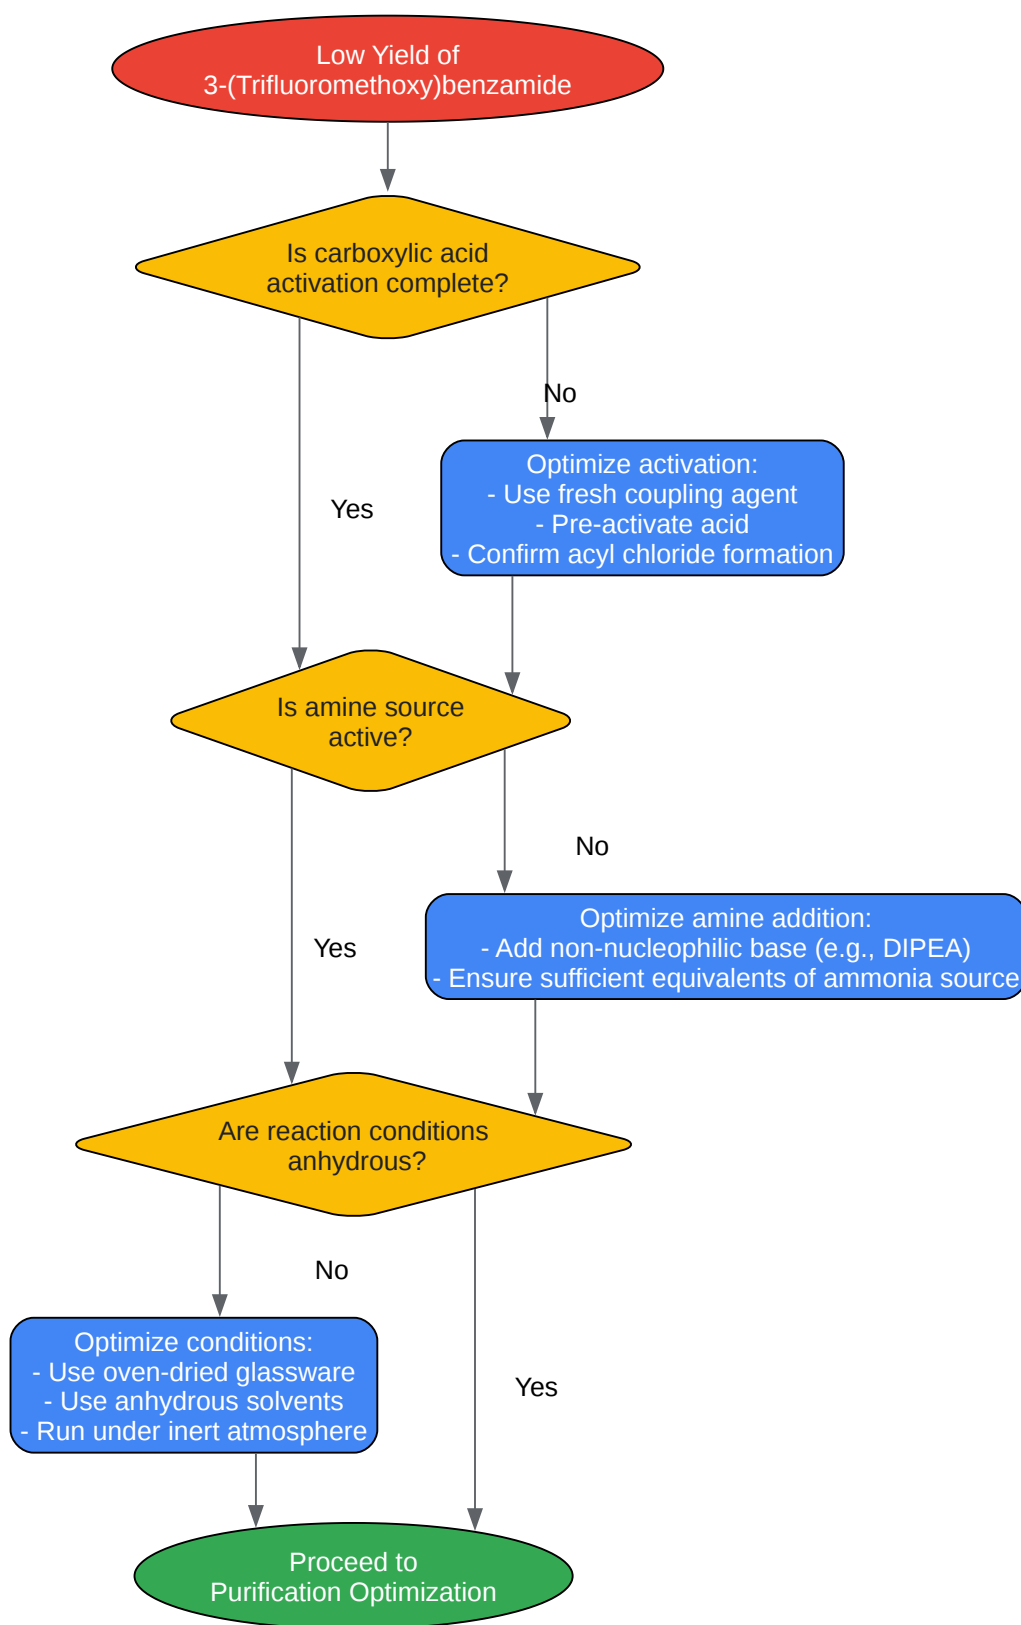 Low Yield of
3-(Trifluoromethoxy)benzamide
Is carboxylic acid
activation complete?
No
Optimize activation:
- Use fresh coupling agent
- Pre-activate acid
- Confirm acyl chloride formation
Yes
Is amine source
active?
No
Optimize amine addition:
- Add non-nucleophilic base (e.g., DIPEA)
- Ensure sufficient equivalents of ammonia source
Yes
Are reaction conditions
anhydrous?
No
Optimize conditions:
- Use oven-dried glassware
- Use anhydrous solvents
- Run under inert atmosphere
Yes
Proceed to
Purification Optimization